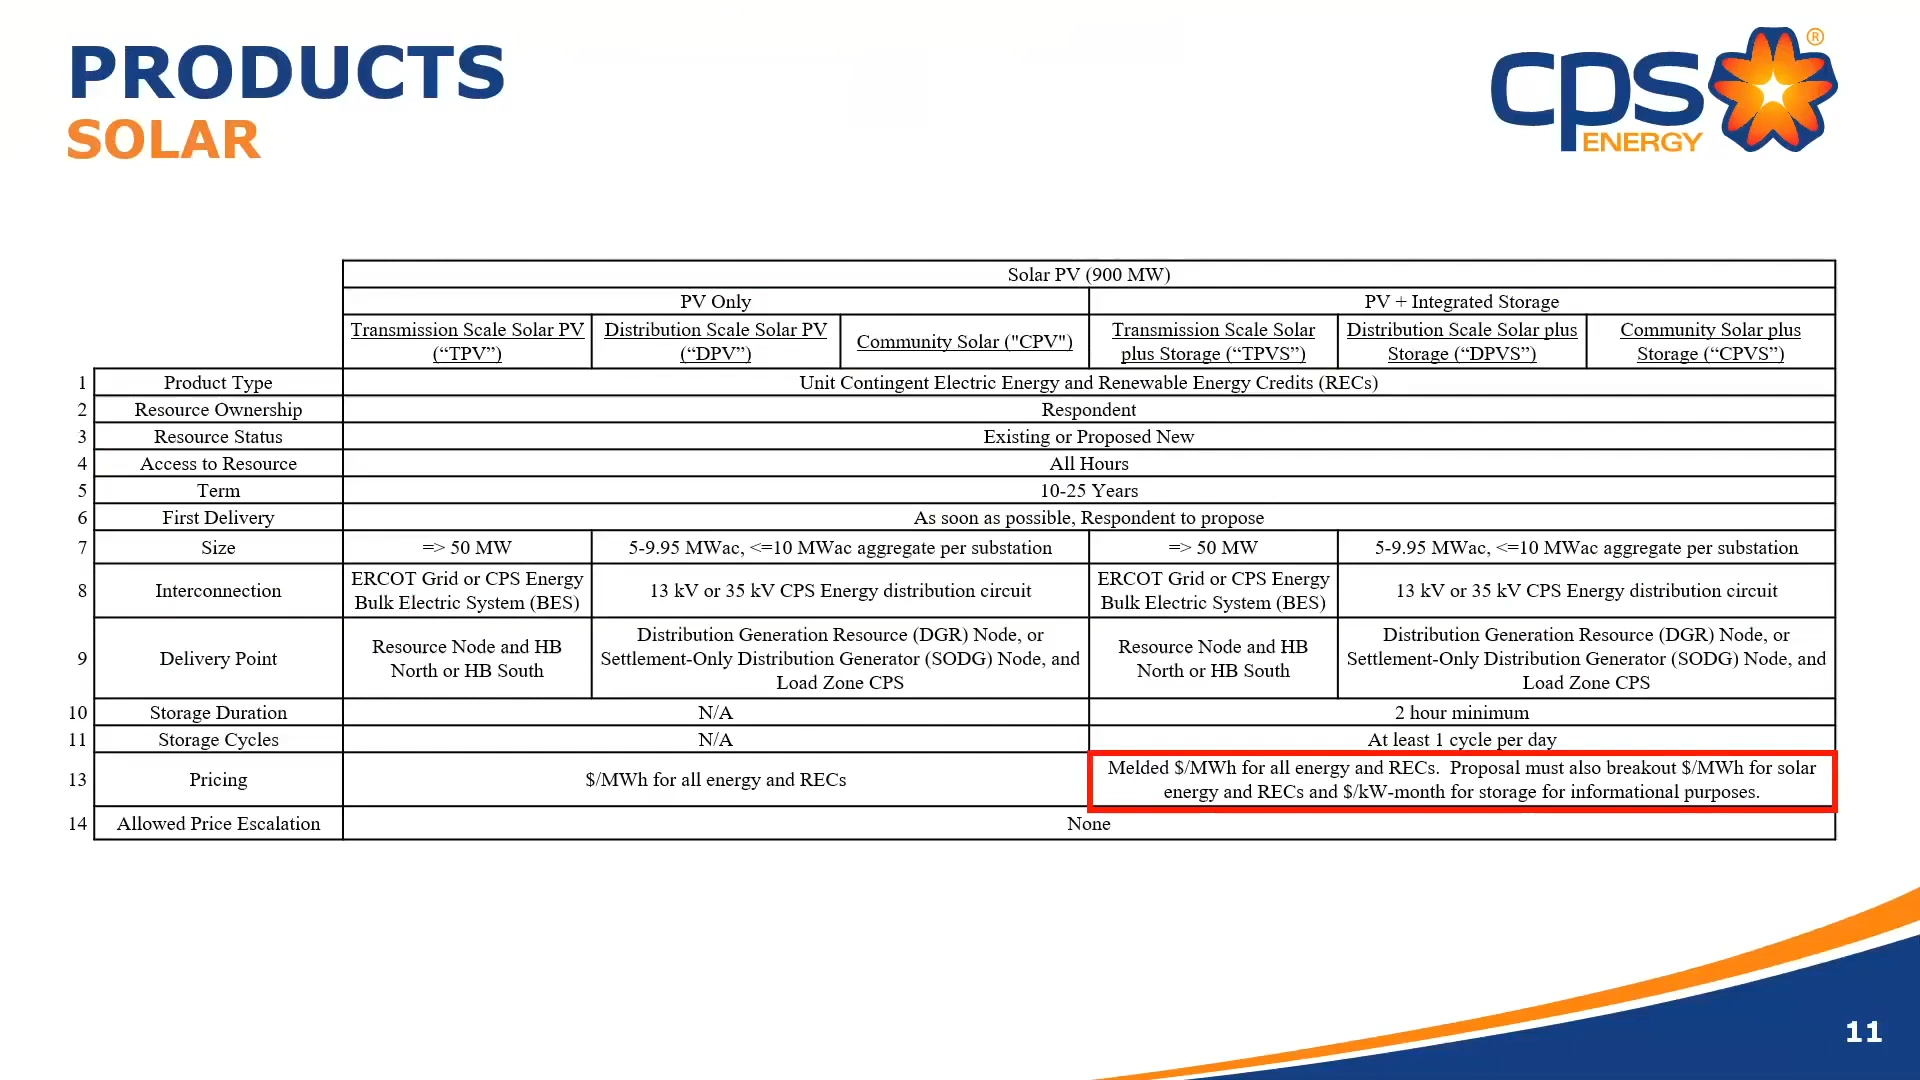 PRODUCTS
SOLAR
cps
ENERGY
®
Solar PV (900 MW)
PV Only
PV + Integrated Storage
Transmission Scale Solar PV
(“TPV”)
Distribution Scale Solar PV
(“DPV”)
Community Solar ("CPV")
Transmission Scale Solar
plus Storage (“TPVS”)
Distribution Scale Solar plus
Storage (“DPVS”)
Community Solar plus
Storage (“CPVS”)
1 Product Type Unit Contingent Electric Energy and Renewable Energy Credits (RECs)
2 Resource Ownership Respondent
3 Resource Status Existing or Proposed New
4 Access to Resource All Hours
5 Term 10-25 Years
6 First Delivery As soon as possible, Respondent to propose
7 Size => 50 MW 5-9.95 MWac, <=10 MWac aggregate per substation => 50 MW 5-9.95 MWac, <=10 MWac aggregate per substation
8 Interconnection
ERCOT Grid or CPS Energy
Bulk Electric System (BES)
13 kV or 35 kV CPS Energy distribution circuit
ERCOT Grid or CPS Energy
Bulk Electric System (BES)
13 kV or 35 kV CPS Energy distribution circuit
9 Delivery Point
Resource Node and HB
North or HB South
Distribution Generation Resource (DGR) Node, or
Settlement-Only Distribution Generator (SODG) Node, and
Load Zone CPS
Resource Node and HB
North or HB South
Distribution Generation Resource (DGR) Node, or
Settlement-Only Distribution Generator (SODG) Node, and
Load Zone CPS
10 Storage Duration N/A 2 hour minimum
11 Storage Cycles N/A At least 1 cycle per day
13 Pricing $/MWh for all energy and RECs
Melded $/MWh for all energy and RECs. Proposal must also breakout $/MWh for solar
energy and RECs and $/kW-month for storage for informational purposes.
14 Allowed Price Escalation None
11